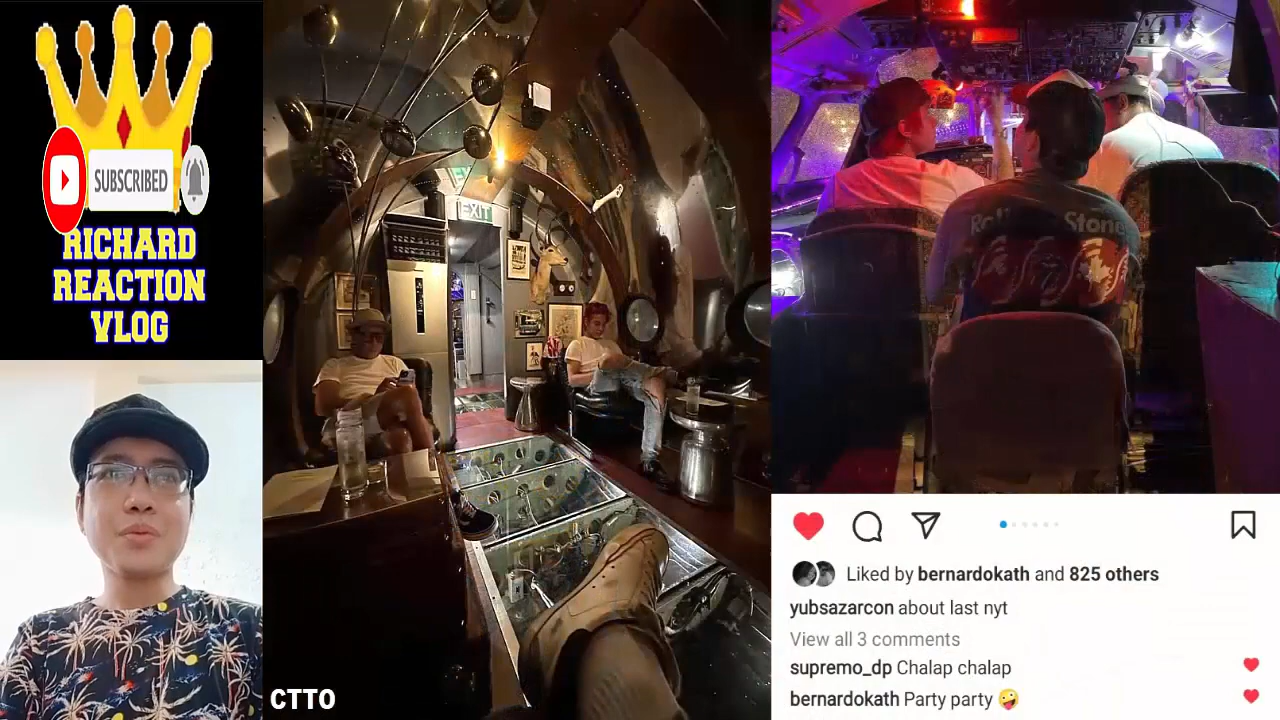 SUBSCRIBED
RICHARD
REACTION
VLOG
EXIT
CTTO
Stone
Liked by bernardokath and 825 others
yubsazarcon about last nyt
View all 3 comments
supremo_dp Chalap chalap
bernardokath Party party 🤪